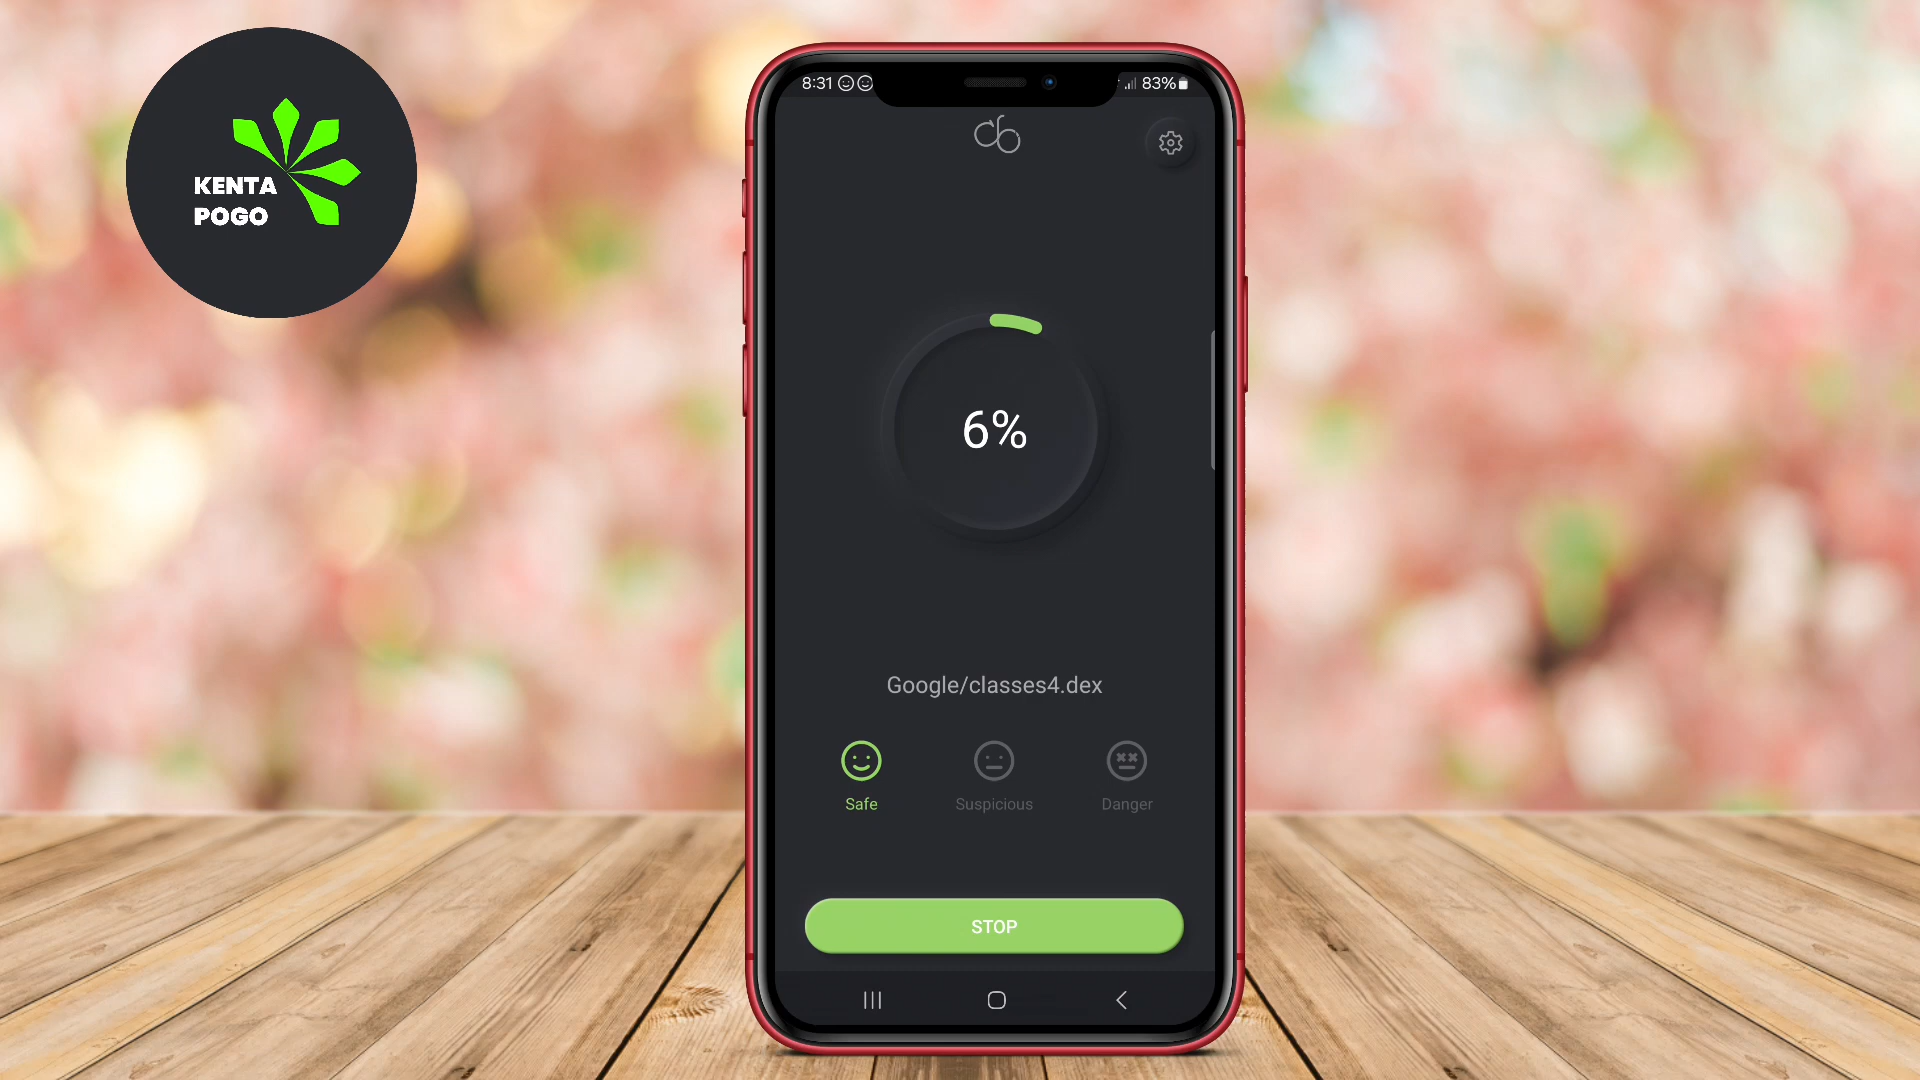 KENTA
POGO
8:31
83%
6%
Google/classes4.dex
Safe
Suspicious
Danger
STOP